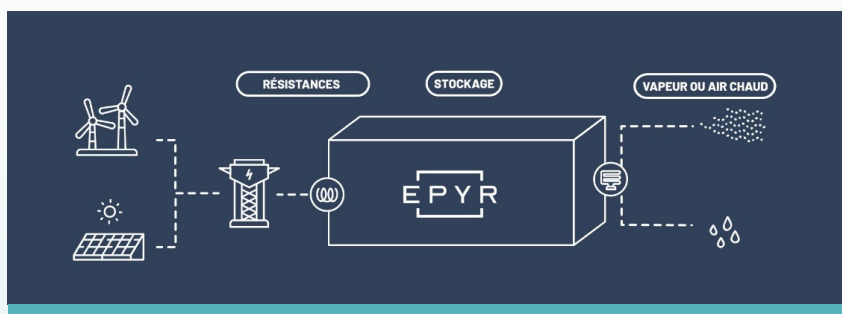 RÉSISTANCES
STOCKAGE
VAPEUR OU AIR CHAUD
EPYR